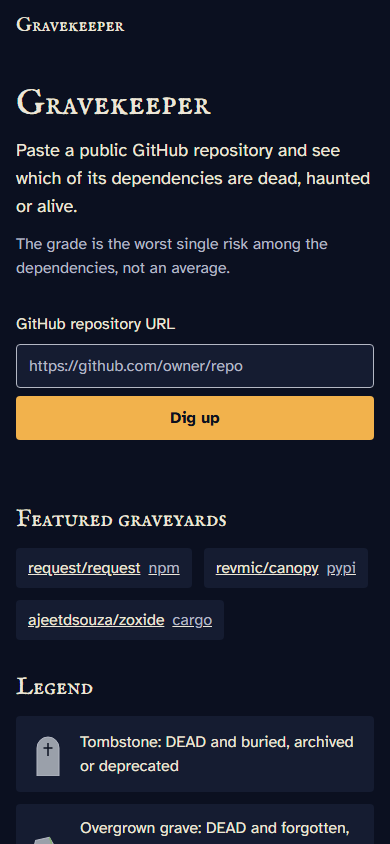 Gravekeeper
Gravekeeper
Paste a public GitHub repository and see
which of its dependencies are dead, haunted
or alive.
The grade is the worst single risk among the
dependencies, not an average.
GitHub repository URL
https://github.com/owner/repo
Dig up
Featured graveyards
request/request npm
revmic/canopy pypi
ajeetdsouza/zoxide cargo
Legend
Tombstone: DEAD and buried, archived
or deprecated
Overgrown grave: DEAD and forgotten,